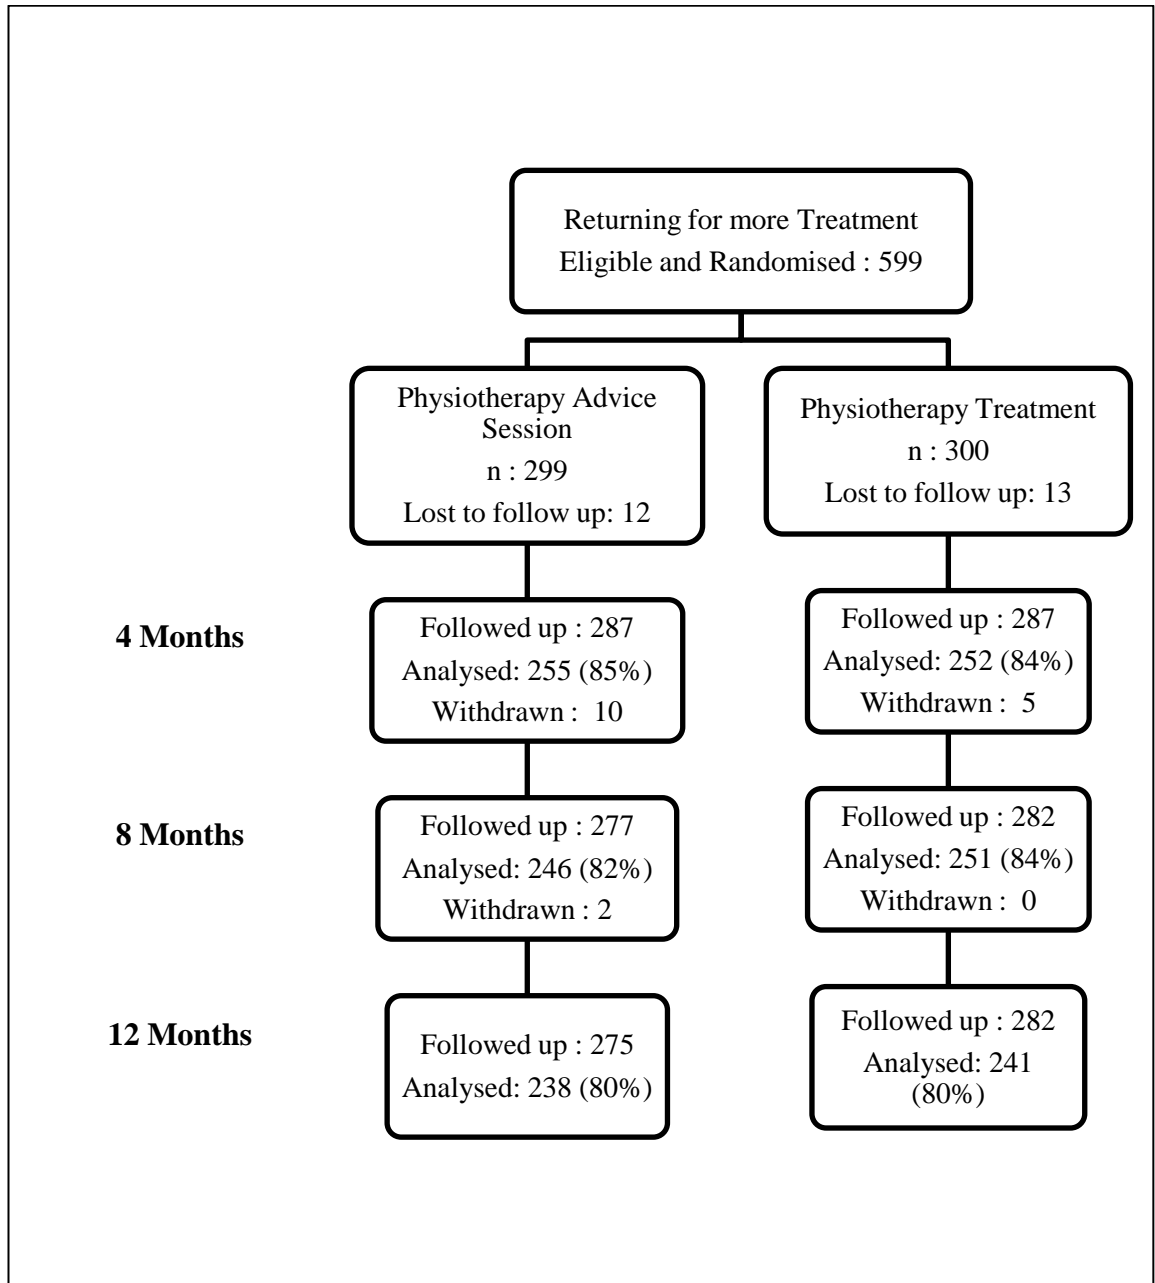 Returning for more Treatment
Eligible and Randomised : 599
Physiotherapy Advice
Session
n : 299
Lost to follow up: 12
Physiotherapy Treatment
n : 300
Lost to follow up: 13
4 Months
Followed up : 287
Analysed: 255 (85%)
Withdrawn : 10
Followed up : 287
Analysed: 252 (84%)
Withdrawn : 5
8 Months
Followed up : 277
Analysed: 246 (82%)
Withdrawn : 2
Followed up : 282
Analysed: 251 (84%)
Withdrawn : 0
12 Months
Followed up : 275
Analysed: 238 (80%)
Followed up : 282
Analysed: 241
(80%)